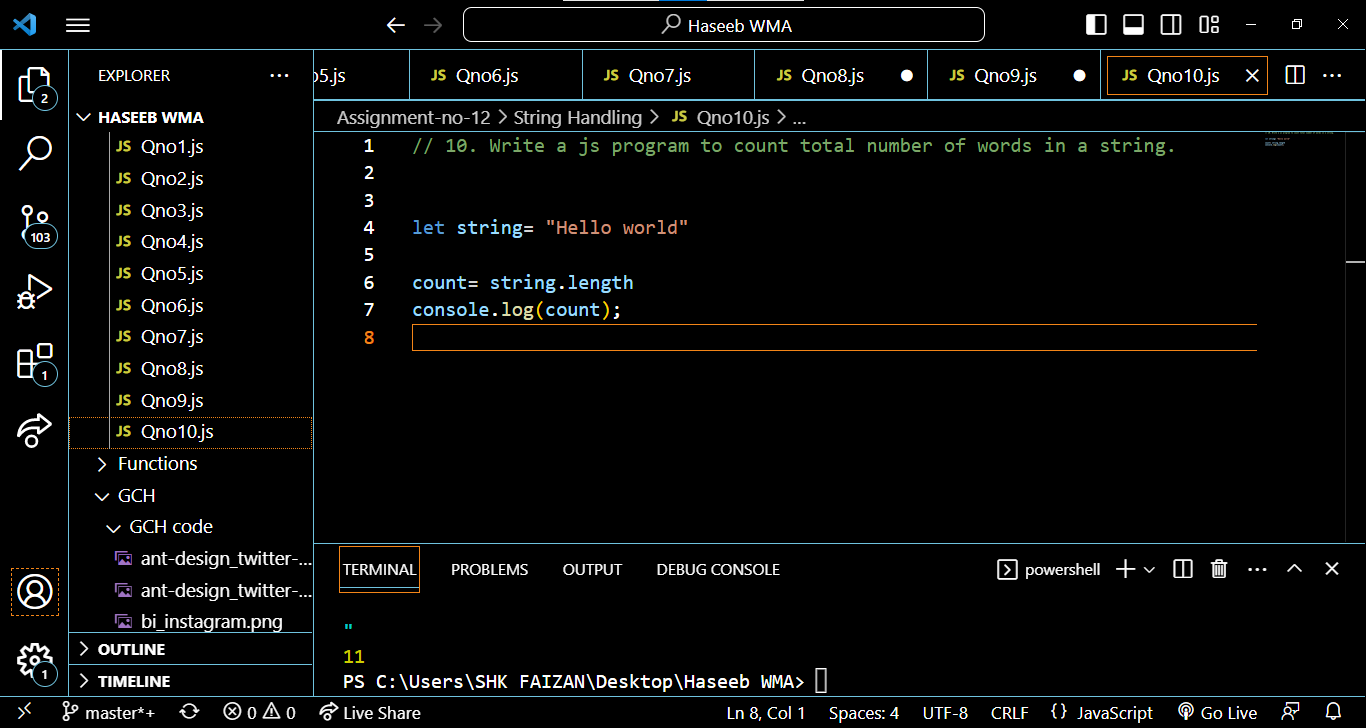 Haseeb WMA
EXPLORER
HASEEB WMA
JS Qno1.js
JS Qno2.js
JS Qno3.js
JS Qno4.js
JS Qno5.js
JS Qno6.js
JS Qno7.js
JS Qno8.js
JS Qno9.js
JS Qno10.js
Functions
GCH
GCH code
ant-design_twitter-...
ant-design_twitter-...
bi_instagram.png
OUTLINE
TIMELINE
2
103
1
1
o5.js JS Qno6.js JS Qno7.js JS Qno8.js JS Qno9.js JS Qno10.js
Assignment-no-12 > String Handling > JS Qno10.js > ...
1 // 10. Write a js program to count total number of words in a string.
2
3
4 let string= "Hello world"
5
6 count= string.length
7 console.log(count);
8
TERMINAL PROBLEMS OUTPUT DEBUG CONSOLE powershell
"
11
PS C:\Users\SHK FAIZAN\Desktop\Haseeb WMA>
master*+ 0 0 Live Share Ln 8, Col 1 Spaces: 4 UTF-8 CRLF {} JavaScript Go Live